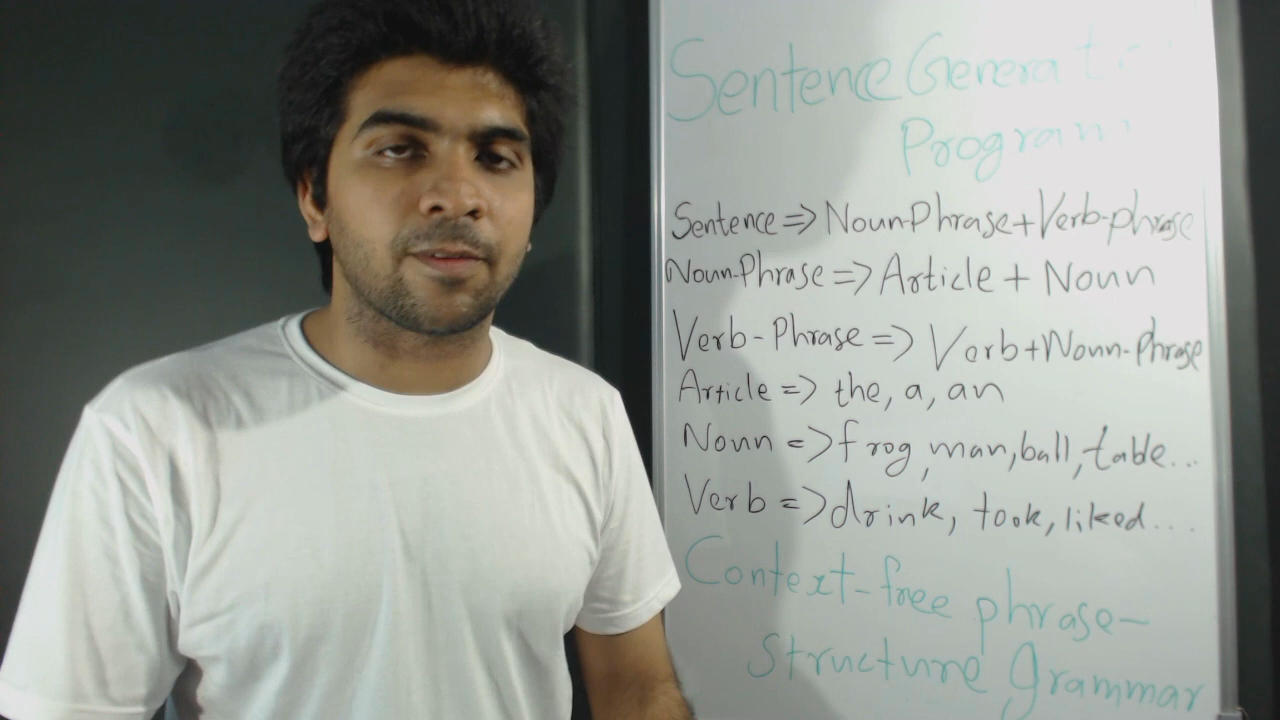 Sentence Generati
Program
Sentence => Noun-Phrase+Verb-phrase
Noun-Phrase => Article + Noun
Verb-Phrase => Verb+Noun-Phrase
Article => the, a, an
Noun => frog, man, ball, table...
Verb => drink, took, liked....
Context-free phrase-
structure grammar